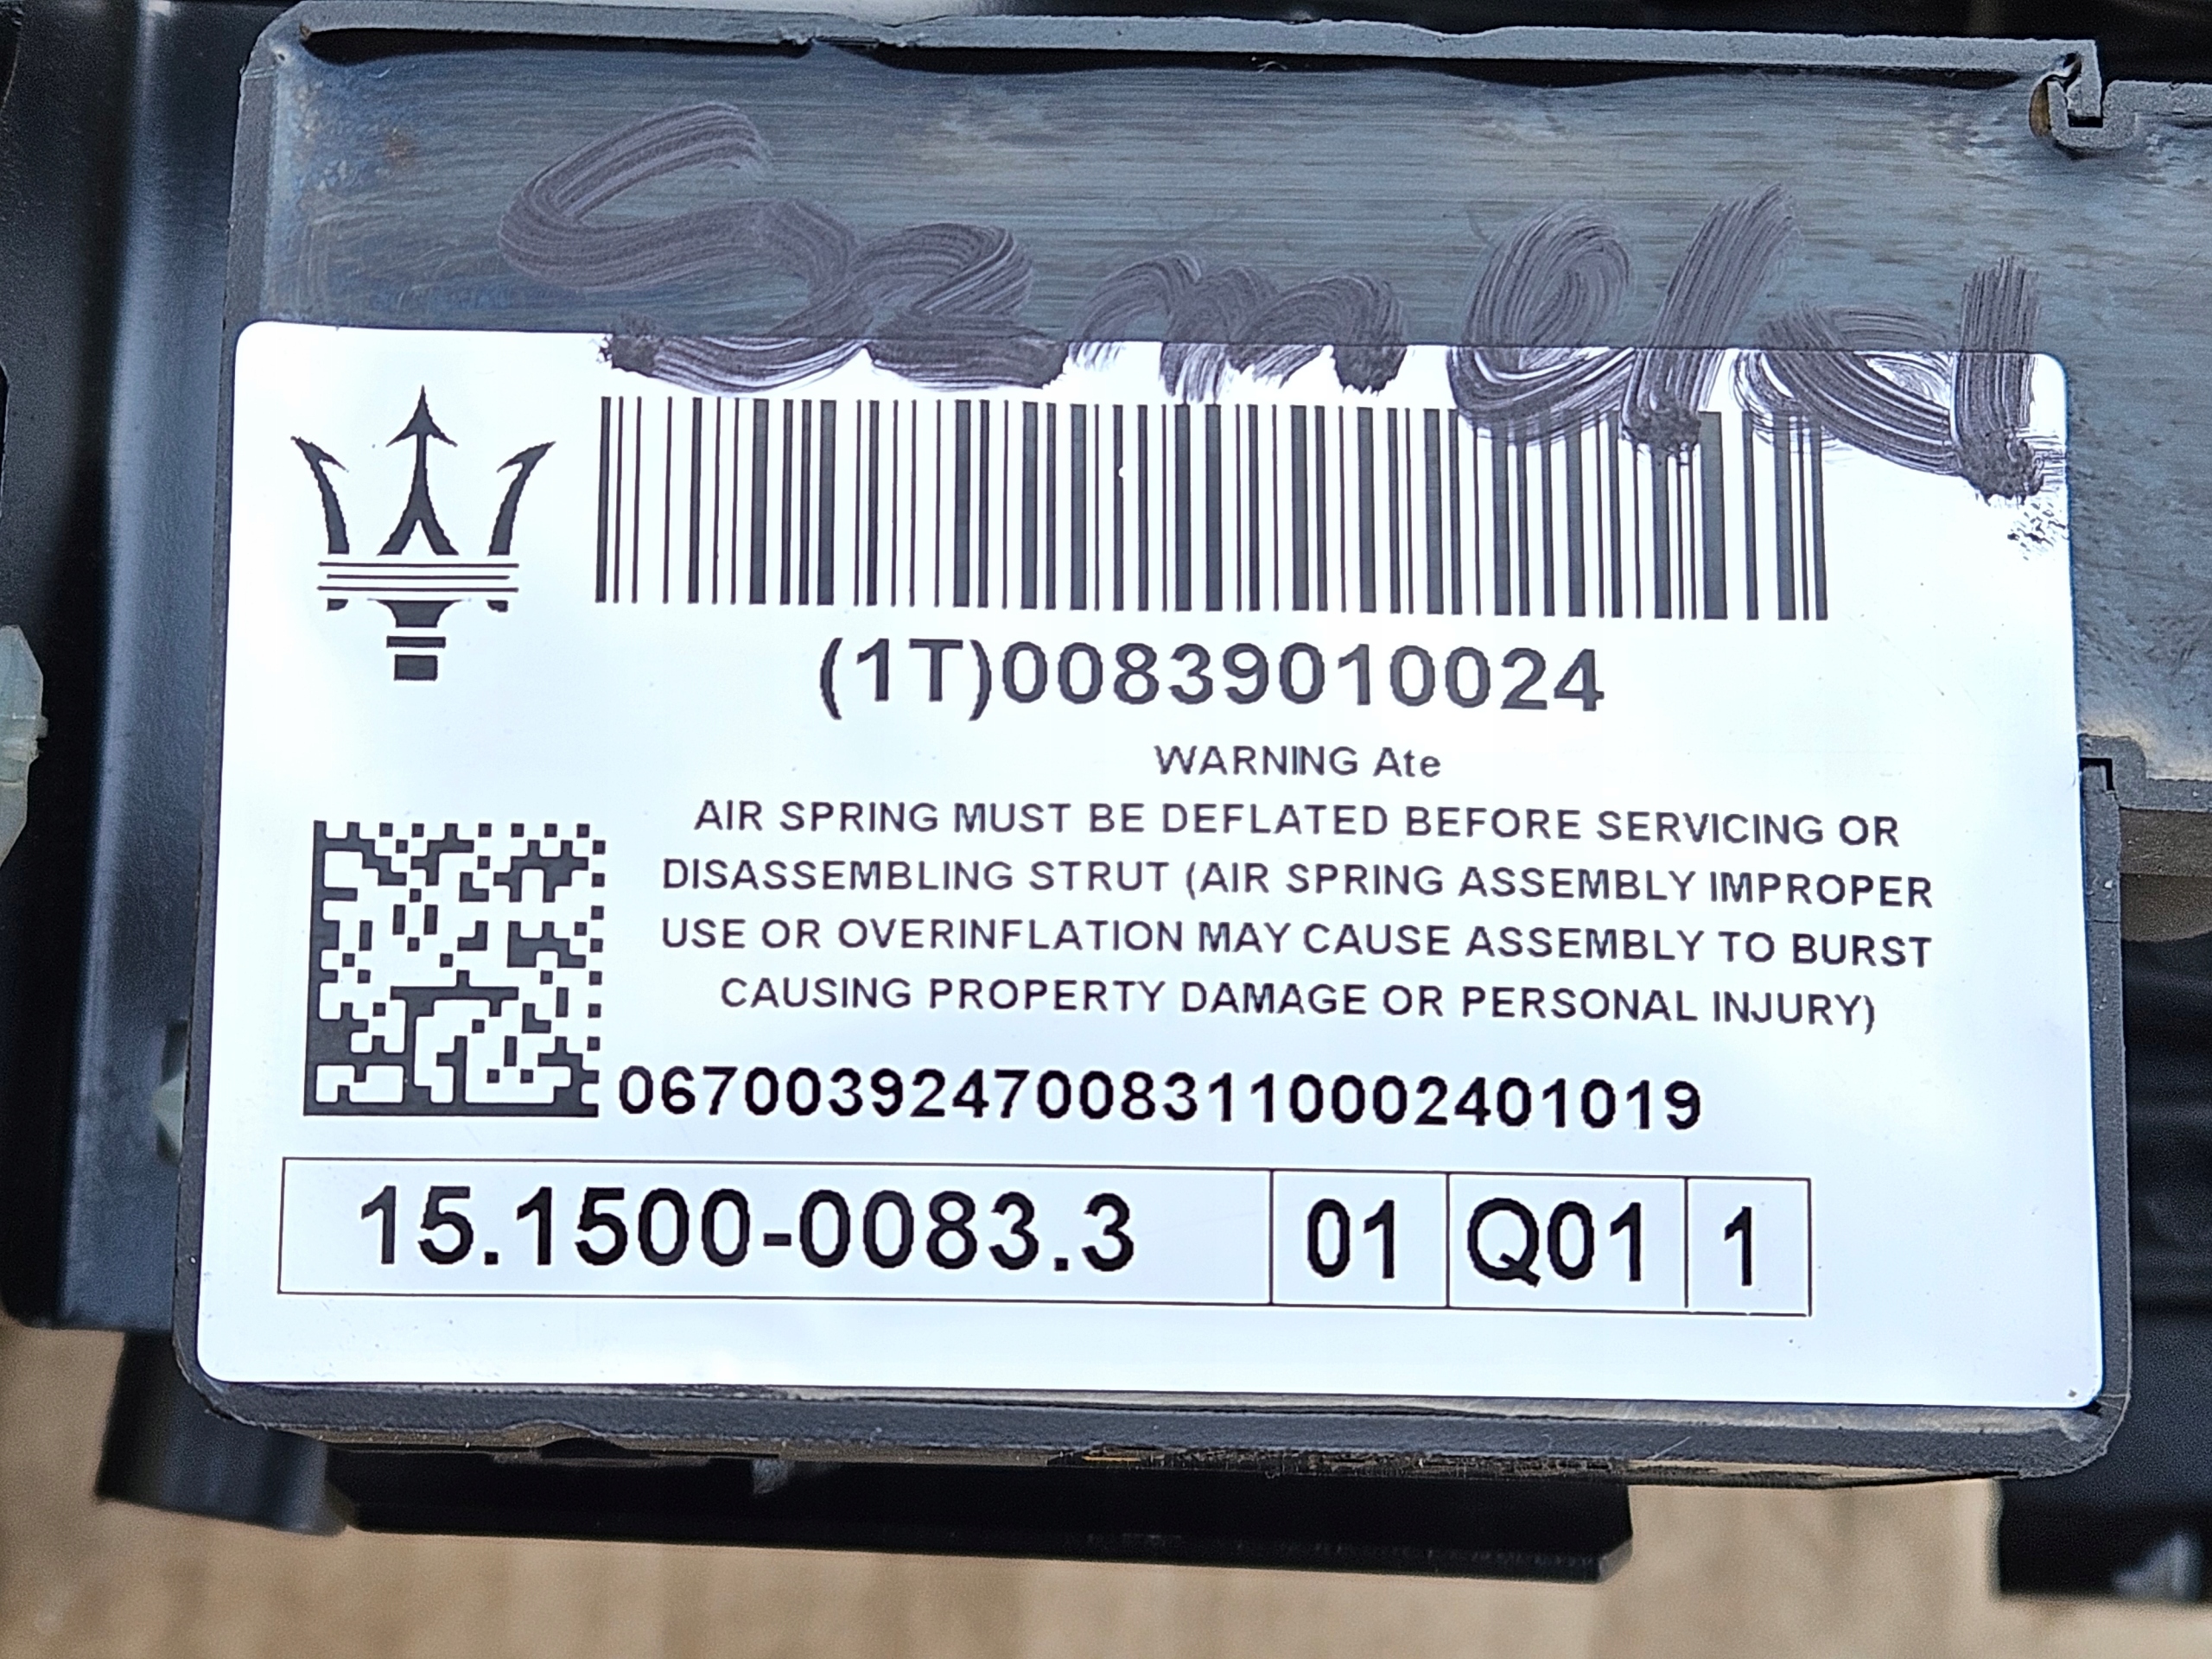 (1T)00839010024
WARNING Ate
AIR SPRING MUST BE DEFLATED BEFORE SERVICING OR
DISASSEMBLING STRUT (AIR SPRING ASSEMBLY IMPROPER
USE OR OVERINFLATION MAY CAUSE ASSEMBLY TO BURST
CAUSING PROPERTY DAMAGE OR PERSONAL INJURY)
06700392470083110002401019
15.1500-0083.3 01 Q01 1